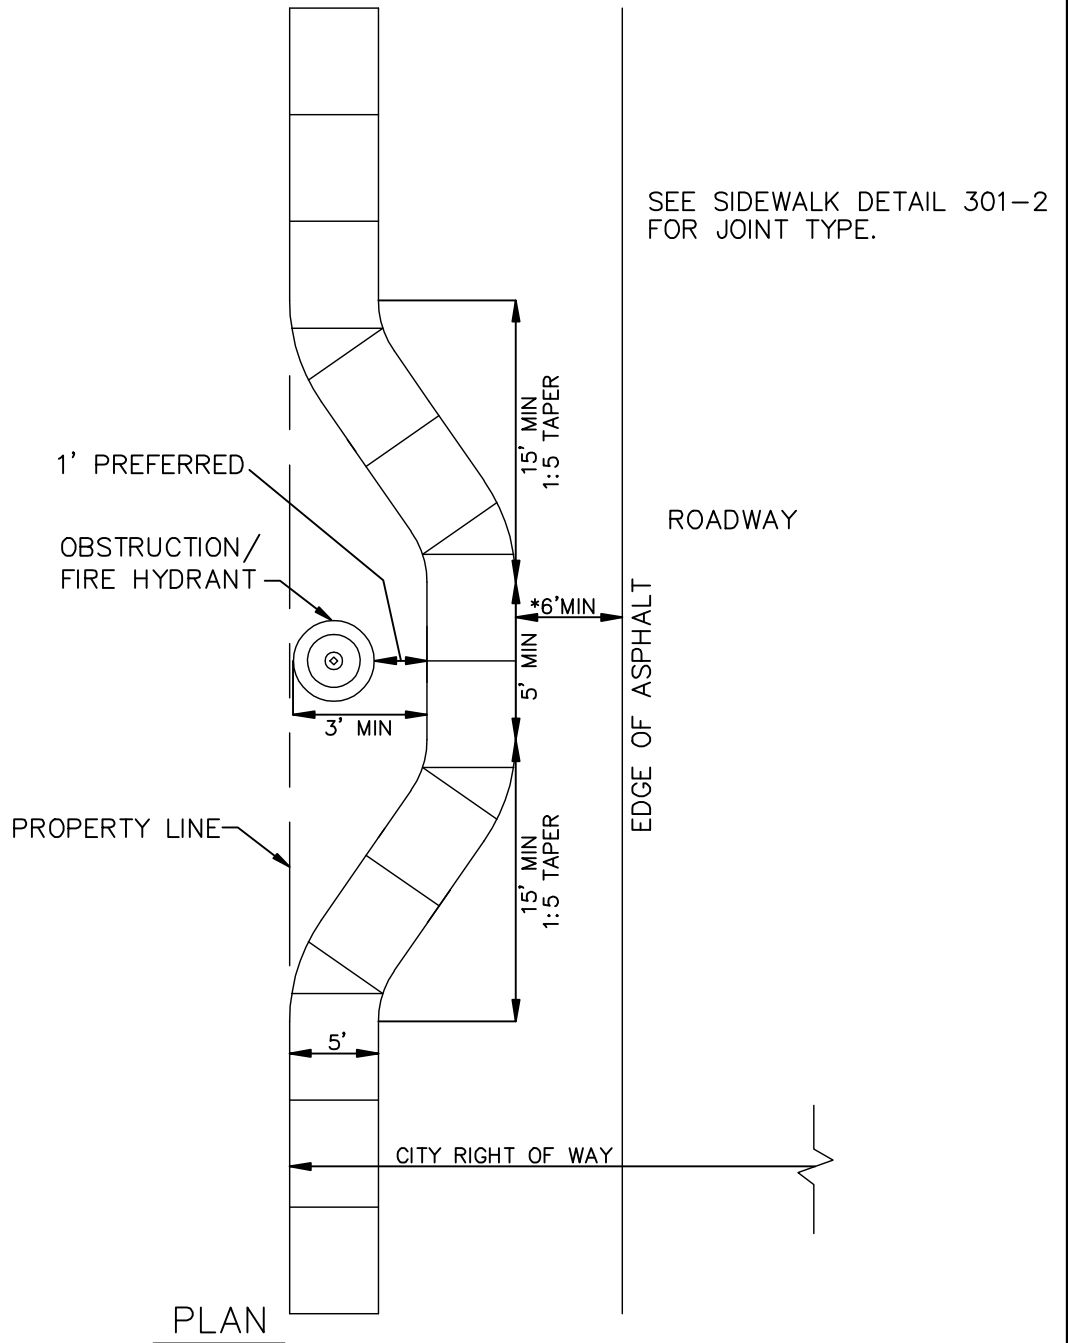 SEE SIDEWALK DETAIL 301-2
FOR JOINT TYPE.
15' MIN
1:5 TAPER
1' PREFERRED
ROADWAY
OBSTRUCTION/
FIRE HYDRANT
*6'MIN
5' MIN
EDGE OF ASPHALT
3' MIN
PROPERTY LINE
15' MIN
1:5 TAPER
5'
CITY RIGHT OF WAY
PLAN